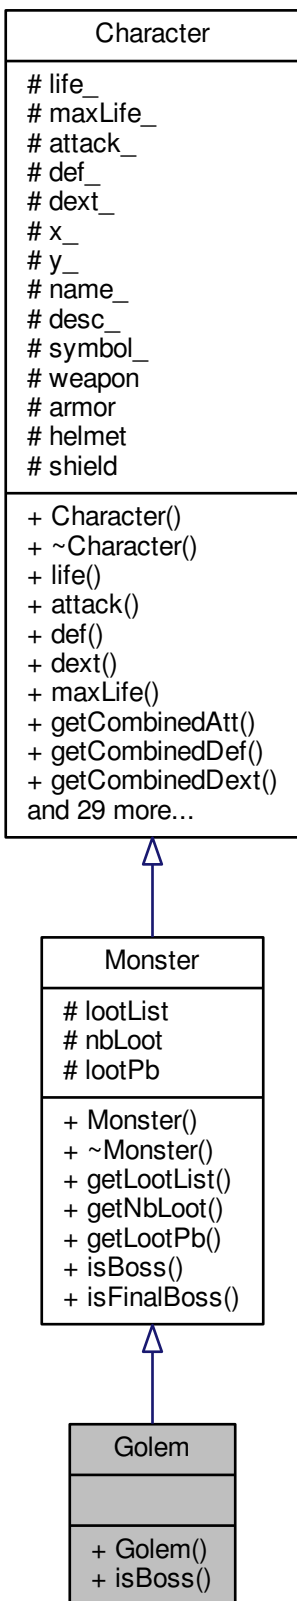 Character
# life_
# maxLife_
# attack_
# def_
# dext_
# x_
# y_
# name_
# desc_
# symbol_
# weapon
# armor
# helmet
# shield
+ Character()
+ ~Character()
+ life()
+ attack()
+ def()
+ dext()
+ maxLife()
+ getCombinedAtt()
+ getCombinedDef()
+ getCombinedDext()
and 29 more...
Monster
# lootList
# nbLoot
# lootPb
+ Monster()
+ ~Monster()
+ getLootList()
+ getNbLoot()
+ getLootPb()
+ isBoss()
+ isFinalBoss()
Golem
+ Golem()
+ isBoss()